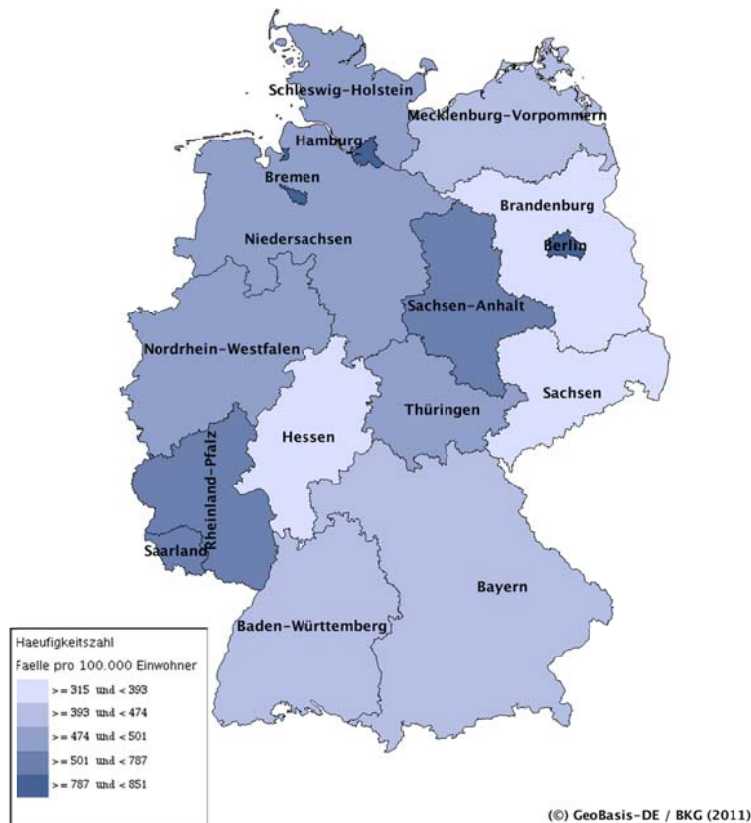 Schleswig-Holstein
Mecklenburg-Vorpommern
Hamburg
Bremen
Brandenburg
Niedersachsen
Berlin
Sachsen-Anhalt
Nordrhein-Westfalen
Sachsen
Thüringen
Hessen
Rheinland-Pfalz
Saarland
Bayern
Baden-Württemberg
Haeufigkeitszahl
Faelle pro 100.000 Einwohner
>= 315 und < 393
>= 393 und < 474
>= 474 und < 501
>= 501 und < 787
>= 787 und < 851
(©) GeoBasis-DE / BKG (2011)